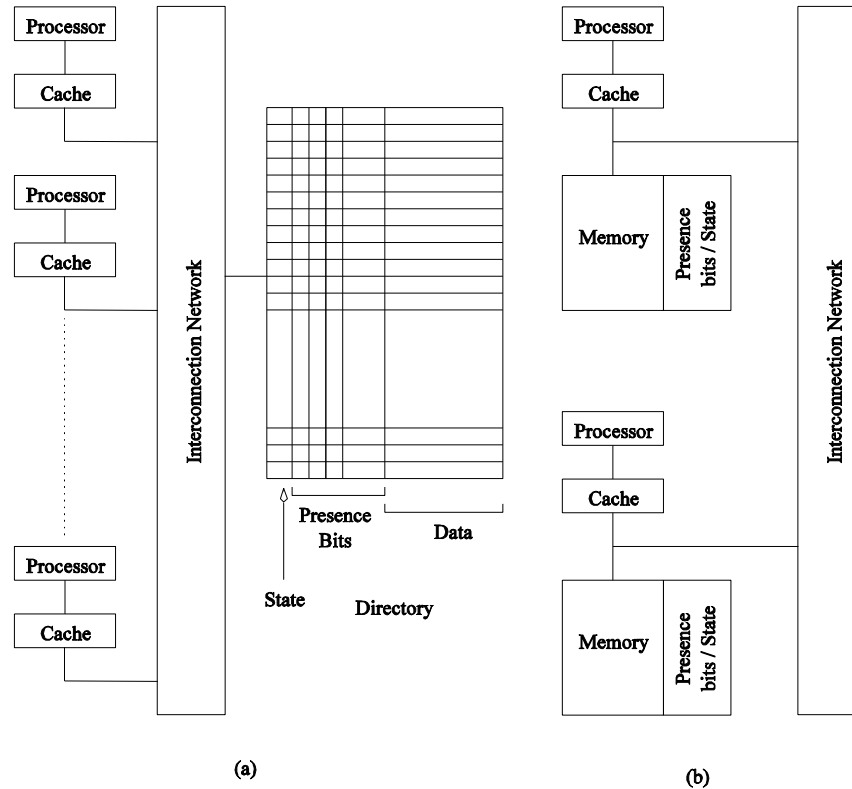 Processor
Cache
Processor
Cache
Processor
Cache
Interconnection Network
State
Presence
Bits
Data
Directory
(a)
Processor
Cache
Memory
Presence
bits / State
Processor
Cache
Memory
Presence
bits / State
Interconnection Network
(b)